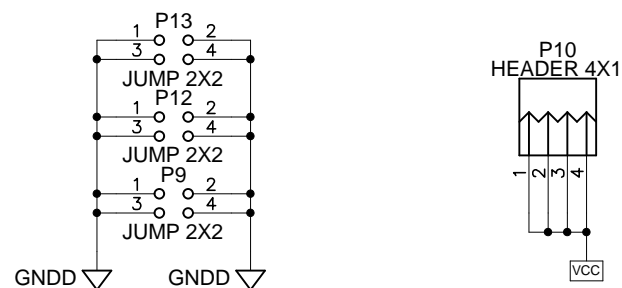 P13
1 2
3 4
JUMP 2X2
P12
1 2
3 4
JUMP 2X2
P9
1 2
3 4
JUMP 2X2
GNDD GNDD
P10
HEADER 4X1
1 2 3 4
VCC